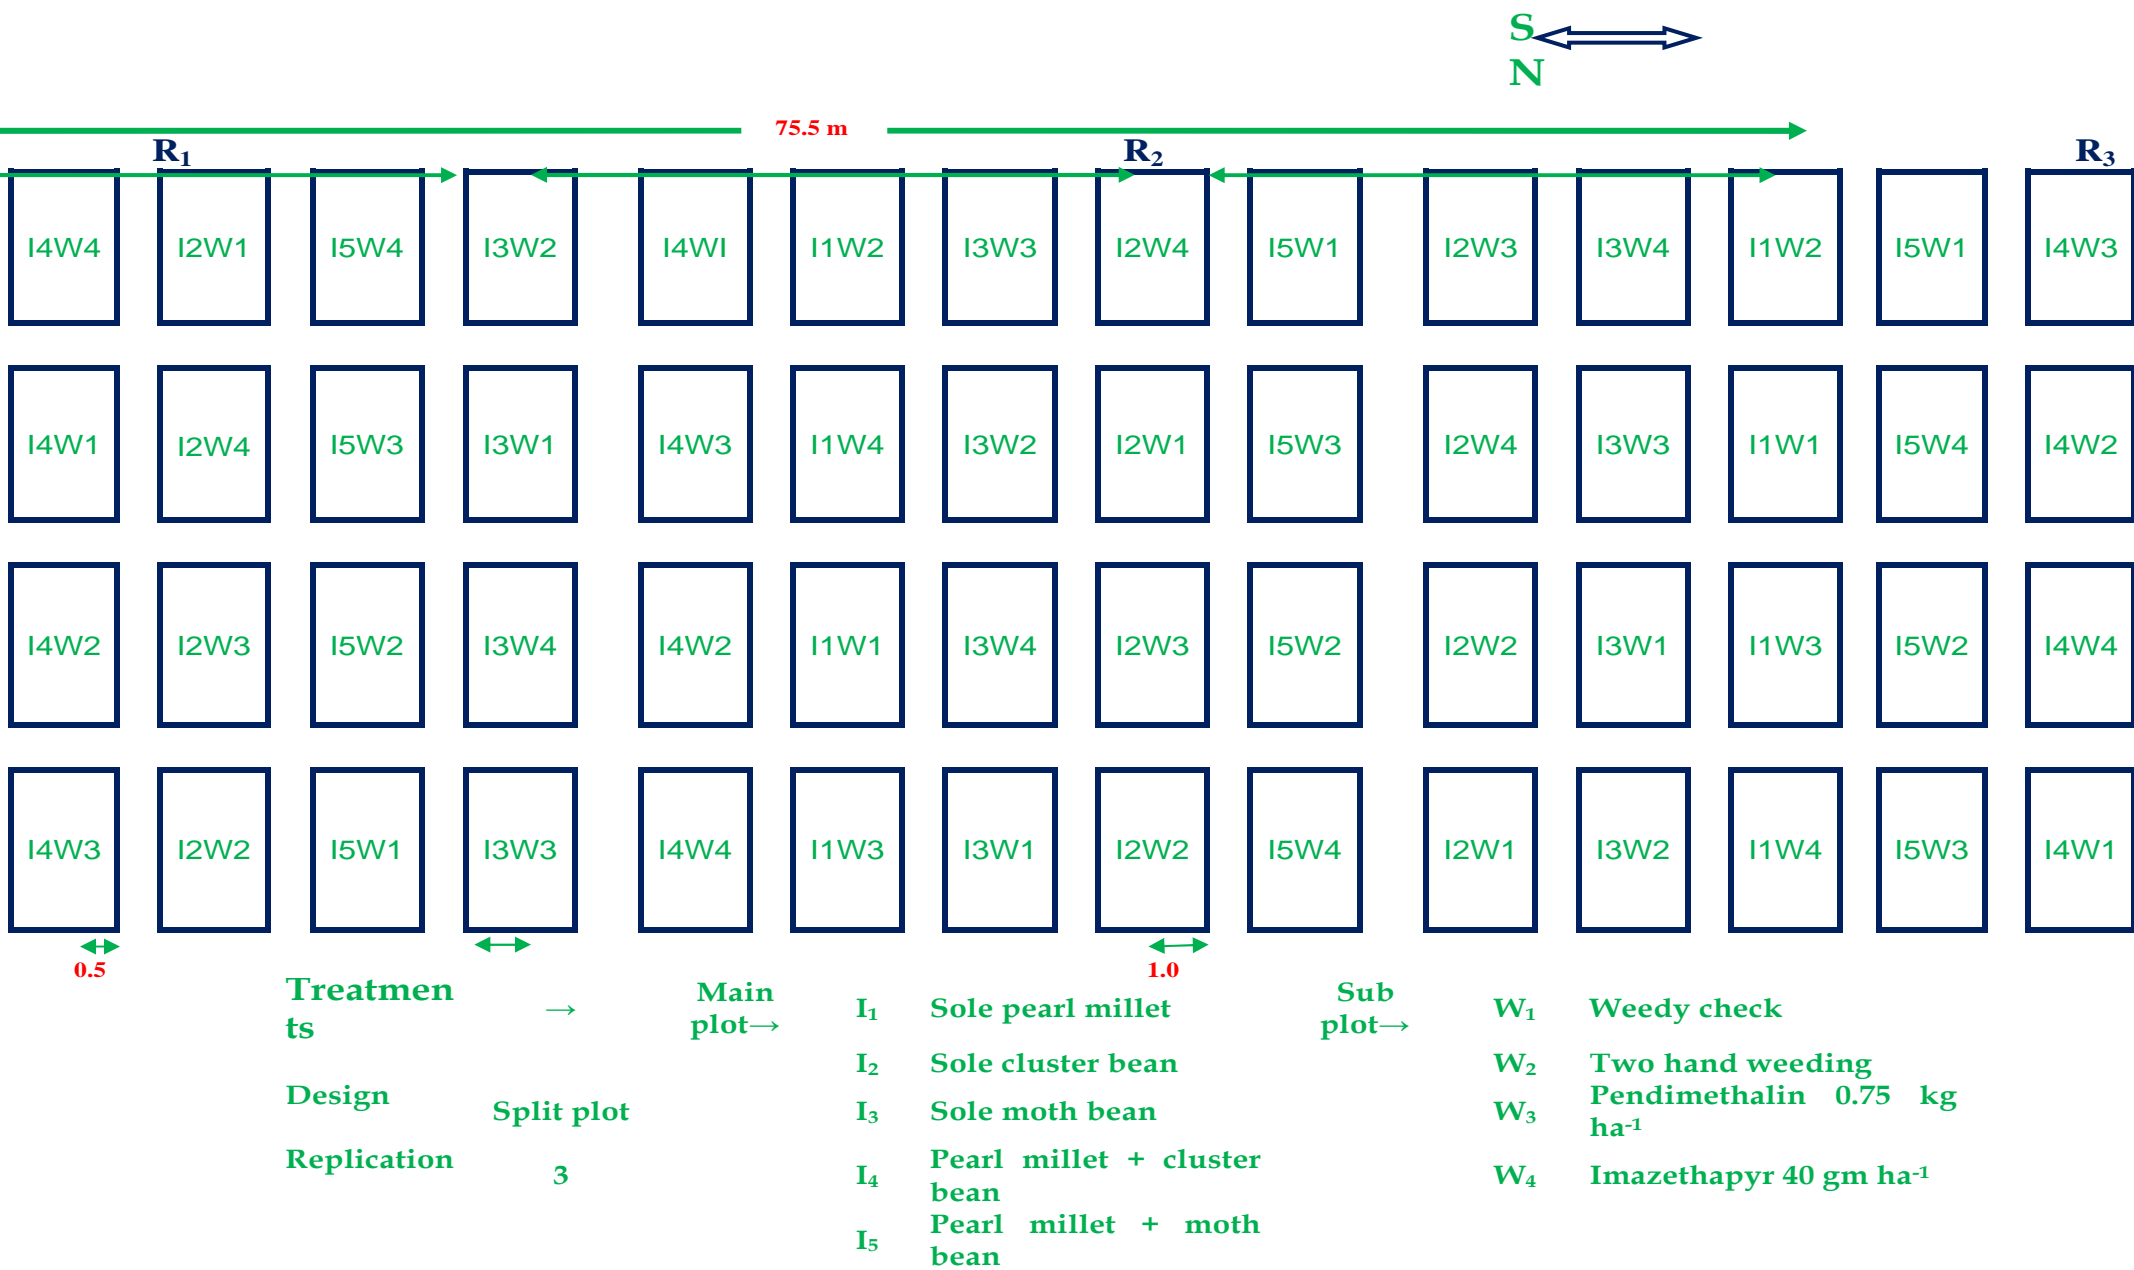 S
N
75.5 m
R₁ R₂ R₃
I4W4 I2W1 I5W4 I3W2 I4WI I1W2 I3W3 I2W4 I5W1 I2W3 I3W4 I1W2 I5W1 I4W3
I4W1 I2W4 I5W3 I3W1 I4W3 I1W4 I3W2 I2W1 I5W3 I2W4 I3W3 I1W1 I5W4 I4W2
I4W2 I2W3 I5W2 I3W4 I4W2 I1W1 I3W4 I2W3 I5W2 I2W2 I3W1 I1W3 I5W2 I4W4
I4W3 I2W2 I5W1 I3W3 I4W4 I1W3 I3W1 I2W2 I5W4 I2W1 I3W2 I1W4 I5W3 I4W1
0.5 1.0
Treatmen
ts
→
Main
plot→
I₁ Sole pearl millet
Sub
plot→
W₁ Weedy check
I₂ Sole cluster bean
W₂ Two hand weeding
Design
Split plot
I₃ Sole moth bean
W₃ Pendimethalin 0.75 kg
ha⁻¹
Replication
3
I₄ Pearl millet + cluster
bean
W₄ Imazethapyr 40 gm ha⁻¹
I₅ Pearl millet + moth
bean